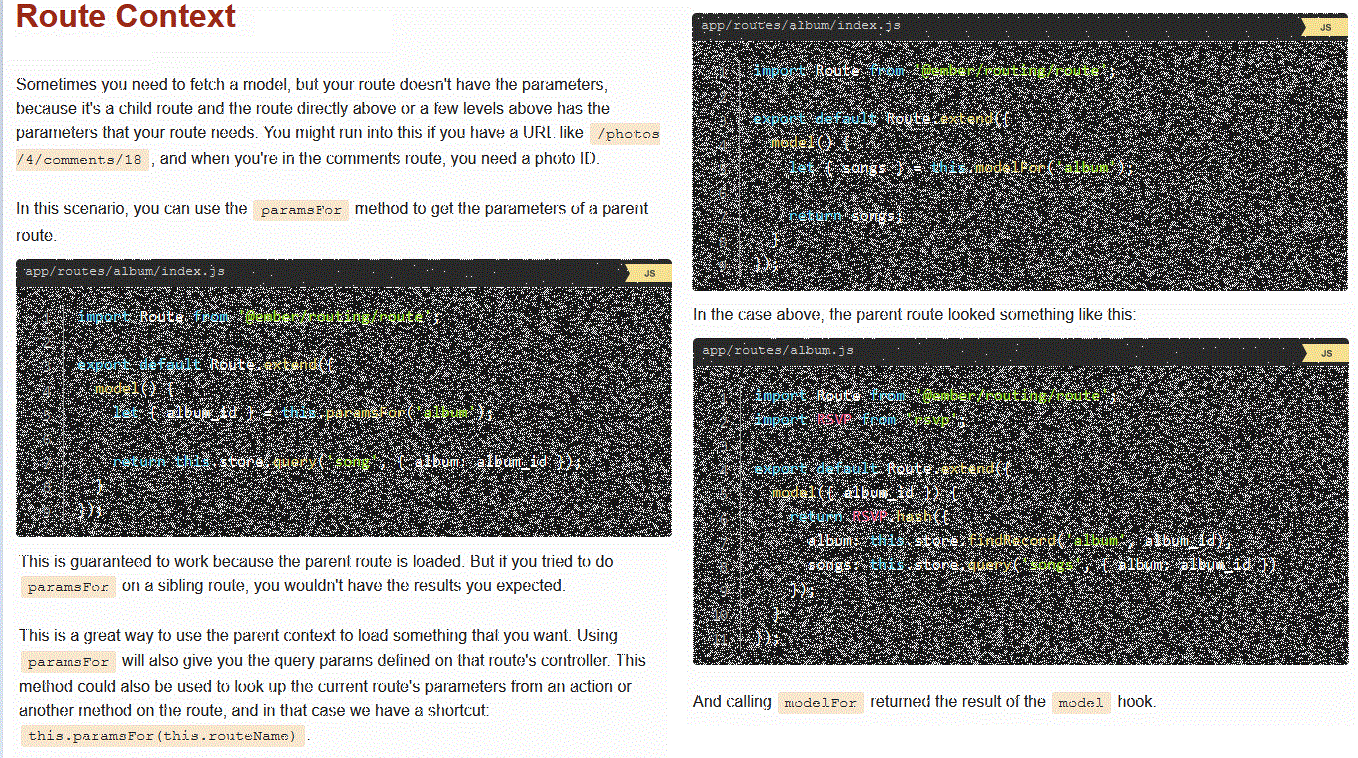 Route Context
Sometimes you need to fetch a model, but your route doesn't have the parameters,
because it's a child route and the route directly above or a few levels above has the
parameters that your route needs. You might run into this if you have a URL like /photos
/4/comments/18, and when you're in the comments route, you need a photo ID.
In this scenario, you can use the paramsFor method to get the parameters of a parent
route.
app/routes/album/index.js JS
import Route from '@ember/routing/route';
export default Route.extend({
model() {
let { album_id } = this.paramsFor('album');
return this.store.query('song', { album: album_id });
}
});
This is guaranteed to work because the parent route is loaded. But if you tried to do
paramsFor on a sibling route, you wouldn't have the results you expected.
This is a great way to use the parent context to load something that you want. Using
paramsFor will also give you the query params defined on that route's controller. This
method could also be used to look up the current route's parameters from an action or
another method on the route, and in that case we have a shortcut:
this.paramsFor(this.routeName).
app/routes/album/index.js JS
import Route from '@ember/routing/route';
export default Route.extend({
model() {
let { songs } = this.modelFor('album');
return songs;
}
});
In the case above, the parent route looked something like this:
app/routes/album.js JS
import Route from '@ember/routing/route';
import RSVP from 'rsvp';
export default Route.extend({
model({ album_id }) {
return RSVP.hash({
album: this.store.findRecord('album', album_id),
songs: this.store.query('songs', { album: album_id })
});
}
});
And calling modelFor returned the result of the model hook.